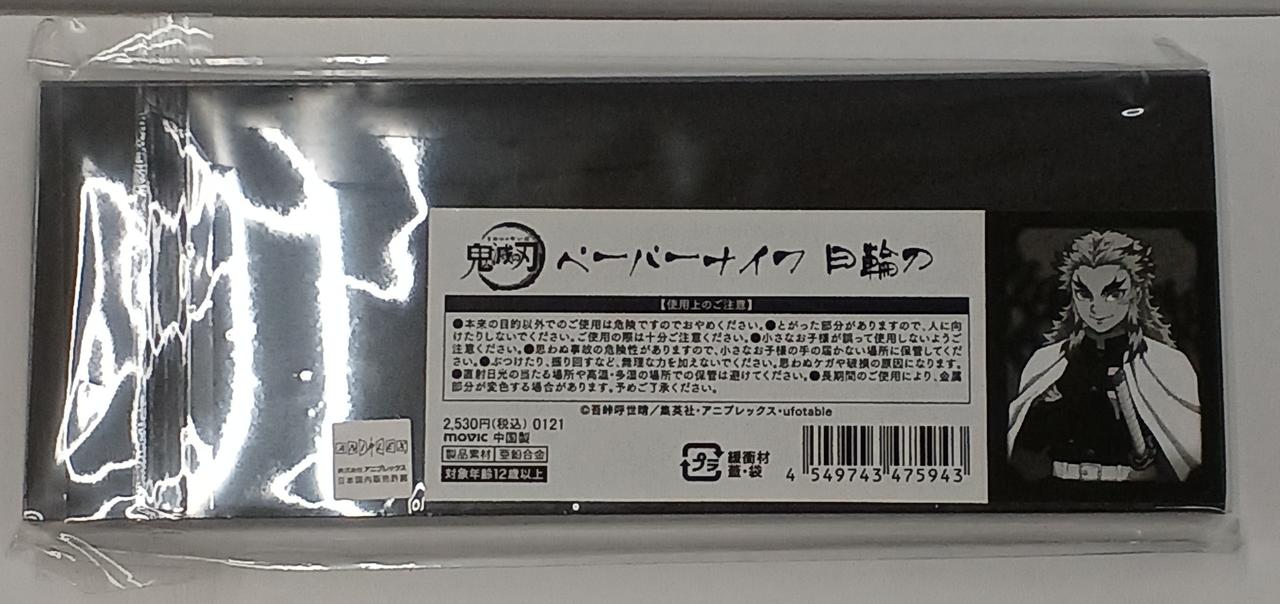 鬼滅の刃 ペーパーナイフ 日輪刀
【使用上のご注意】
●本来の目的以外でのご使用は危険ですのでおやめください。●とがった部分がありますので、人に向
けたりしないでください。ご使用の際は十分ご注意ください。●小さなお子様が誤って使用しないようご
注意ください。●思わぬ事故の危険性がありますので、小さなお子様の手の届かない場所に保管してくだ
さい。●ぶつけたり、振り回すなど、無理な力を加えないでください。思わぬケガや破損の原因になります。
●直射日光の当たる場所や高温・多湿の場所での保管は避けてください。●長期間のご使用により、金属
部分が変色する場合があります。予めご了承ください。
©吾峠呼世晴／集英社・アニプレックス・ufotable
2,530円(税込) 0121
movic 中国製
製品素材 亜鉛合金
対象年齢12歳以上
プラ
緩衝材
蓋・袋
4 549743 475943
ANIPLEX
株式会社アニプレックス
日本国内販売許諾